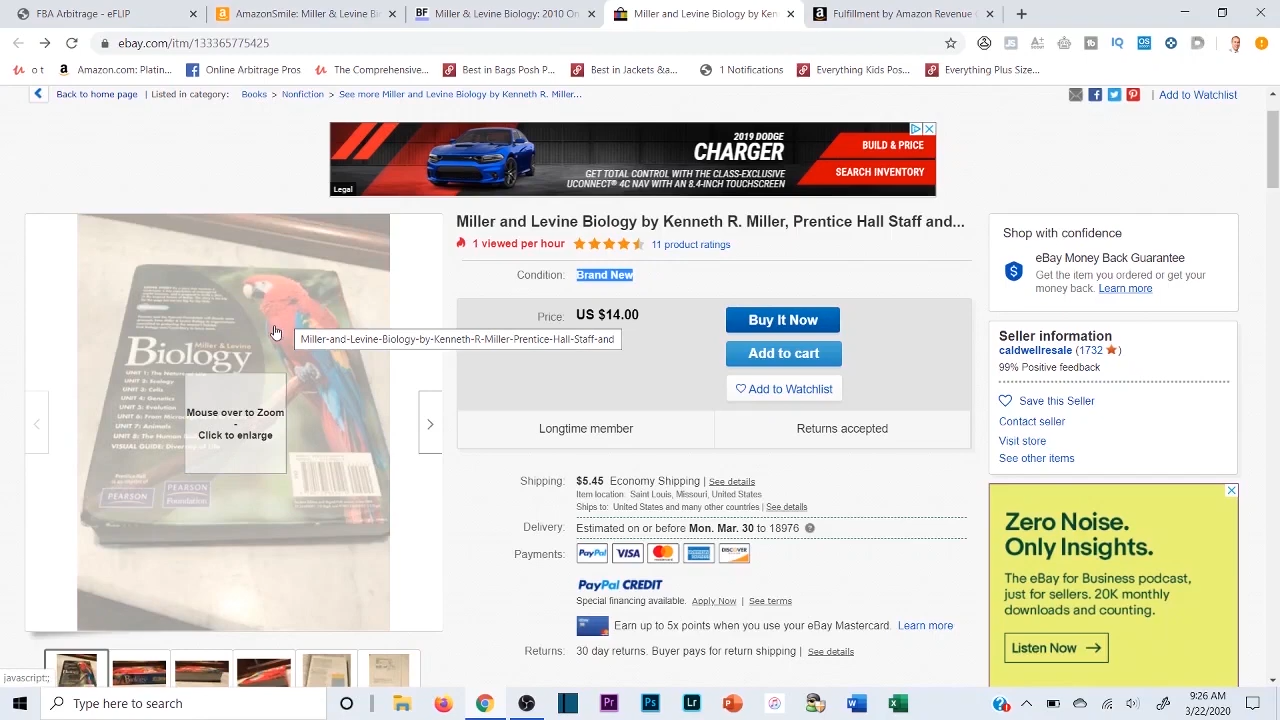 FBA - ELUP
AmazonSmile: Miller & Levine Bi
Miller & Levine Biology: 2010 On
Miller and Levine Biology by Ken
Fulfillment by Amazon Revenue C
ebay.com/itm/133365775425
o t
Amazon.com: Platin...
Online Arbitrage Pros
The Comprehensive...
Best in Bags Posh P...
Best in Jackets &a...
1 Notifications
Everything Kids Pos...
Everything Plus Size...
Back to home page | Listed in category: Books > Nonfiction > See more Miller and Levine Biology by Kenneth R. Miller...
| Add to Watchlist
2019 DODGE
CHARGER
GET TOTAL CONTROL WITH THE CLASS-EXCLUSIVE
UCONNECT® 4C NAV WITH AN 8.4-INCH TOUCHSCREEN
BUILD & PRICE
SEARCH INVENTORY
Legal
Miller and Levine Biology by Kenneth R. Miller, Prentice Hall Staff and...
1 viewed per hour 11 product ratings
Condition: Brand New
Price: US $14.00
Buy It Now
Add to cart
Add to Watchlist
Longtime member
Returns accepted
Miller-and-Levine-Biology-by-Kenneth-R-Miller-Prentice-Hall-Staff-and
Miller & Levine
Biology
UNIT 2: Ecology
UNIT 3: Cells
UNIT 4: Genetics
UNIT 5: Evolution
UNIT 7: Animals
UNIT 8: The Human
VISUAL GUIDE: Diversity of Life
PEARSON
PEARSON
Foundation
Mouse over to Zoom
-
Click to enlarge
Shipping: $5.45 Economy Shipping | See details
Item location: Saint Louis, Missouri, United States
Ships to: United States and many other countries | See details
Delivery: Estimated on or before Mon. Mar. 30 to 18976
Payments: PayPal VISA MasterCard DISCOVER
PayPal CREDIT
Special financing available. Apply Now | See terms
Earn up to 5x points when you use your eBay Mastercard. Learn more
Returns: 30 day returns. Buyer pays for return shipping | See details
Shop with confidence
eBay Money Back Guarantee
Get the item you ordered or get your
money back. Learn more
Seller information
caldwellresale (1732 )
99% Positive feedback
Save this Seller
Contact seller
Visit store
See other items
Zero Noise.
Only Insights.
The eBay for Business podcast,
just for sellers. 20K monthly
downloads and counting.
Listen Now
javascript:;
Type here to search
9:26 AM
3/22/2020